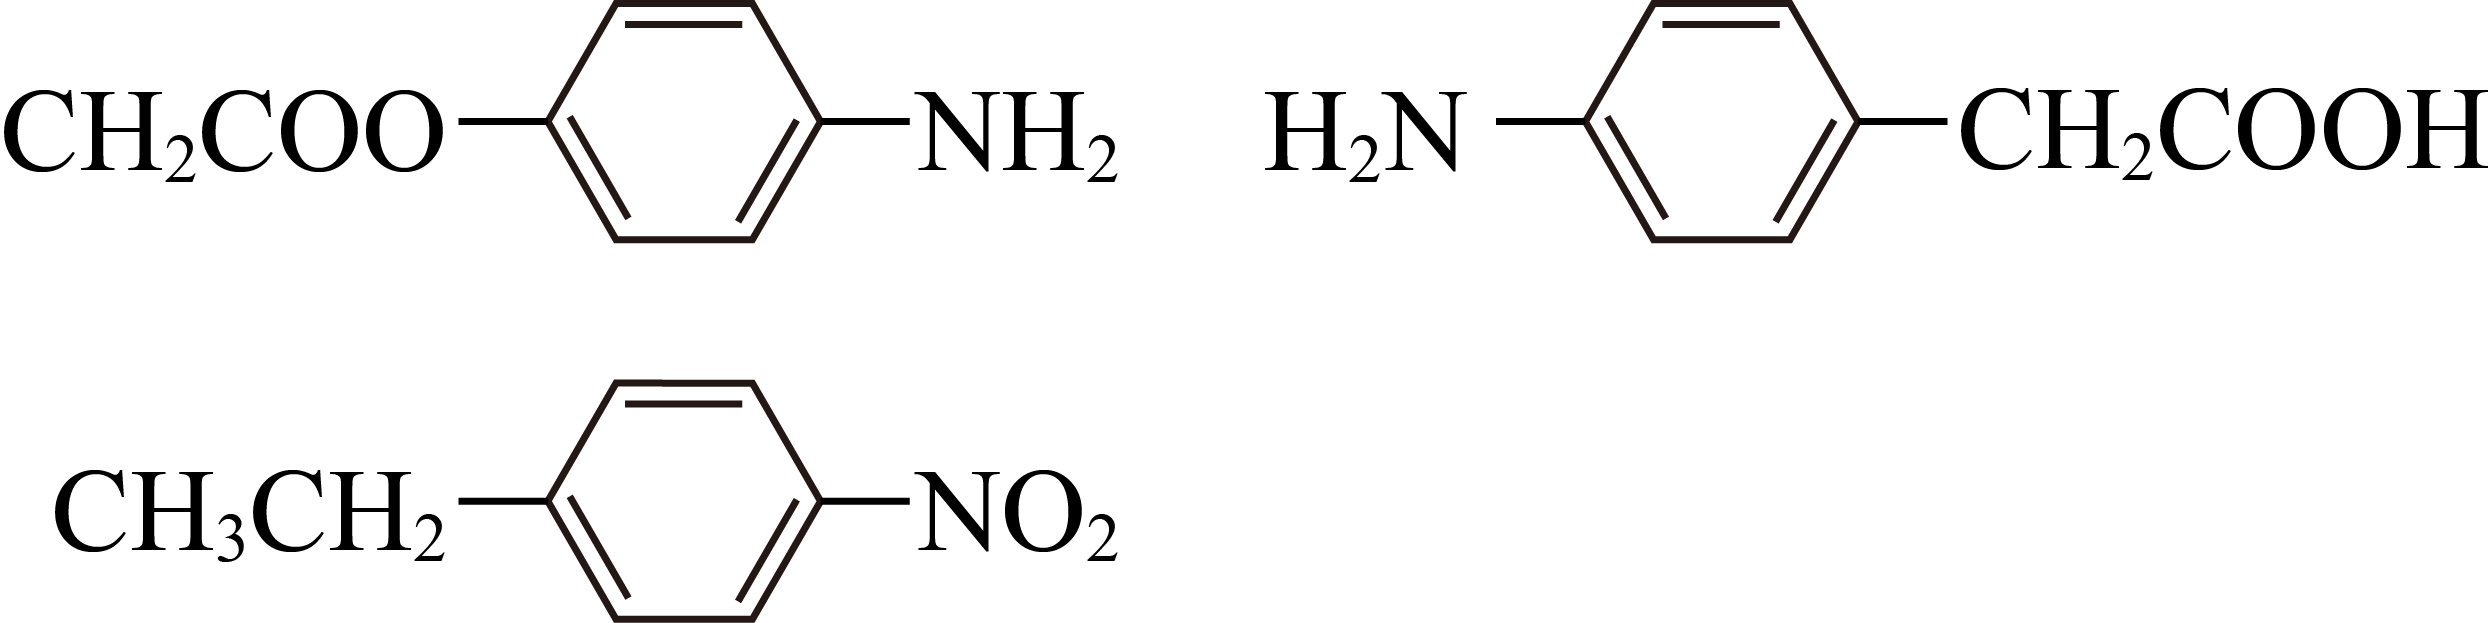 CH₂COO NH₂ H₂N CH₂COOH
CH₃CH₂ NO₂